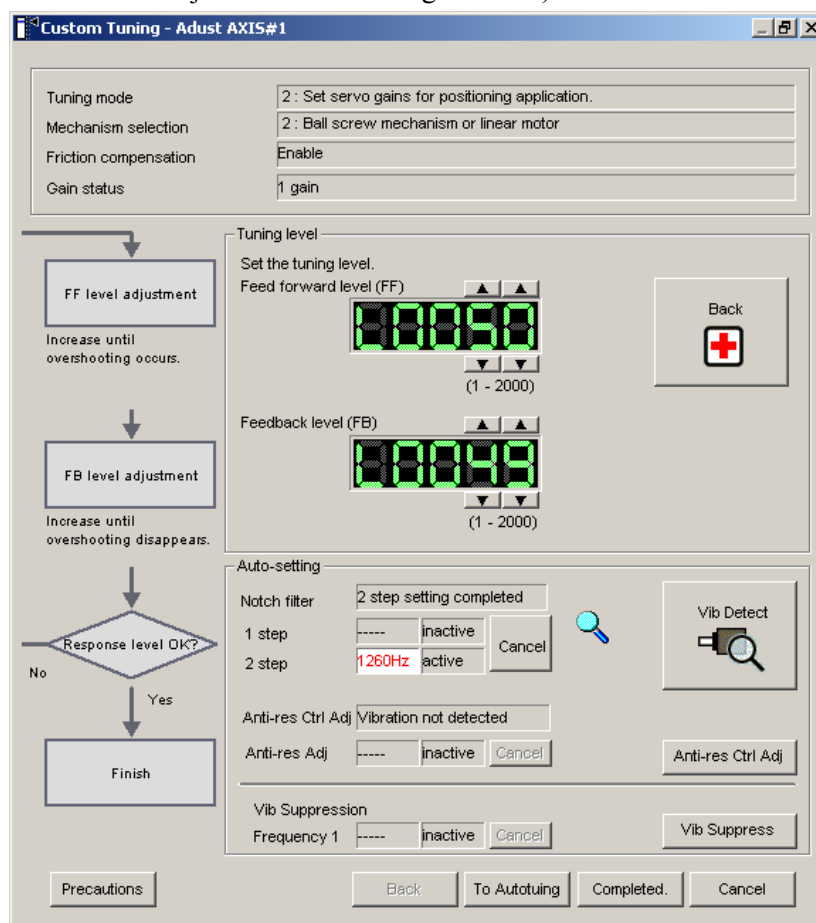 Custom Tuning - Adust AXIS#1
Tuning mode 2 : Set servo gains for positioning application.
Mechanism selection 2 : Ball screw mechanism or linear motor
Friction compensation Enable
Gain status 1 gain
FF level adjustment
Increase until
overshooting occurs.
FB level adjustment
Increase until
overshooting disappears.
Response level OK?
No
Yes
Finish
Tuning level
Set the tuning level.
Feed forward level (FF)
L0050
(1 - 2000)
Feedback level (FB)
L0049
(1 - 2000)
Back
Auto-setting
Notch filter 2 step setting completed
1 step ----- inactive
Cancel
2 step 1260Hz active
Vib Detect
Anti-res Ctrl Adj Vibration not detected
Anti-res Adj ----- inactive Cancel
Anti-res Ctrl Adj
Vib Suppression
Frequency 1 ----- inactive Cancel
Vib Suppress
Precautions Back To Autotuing Completed. Cancel